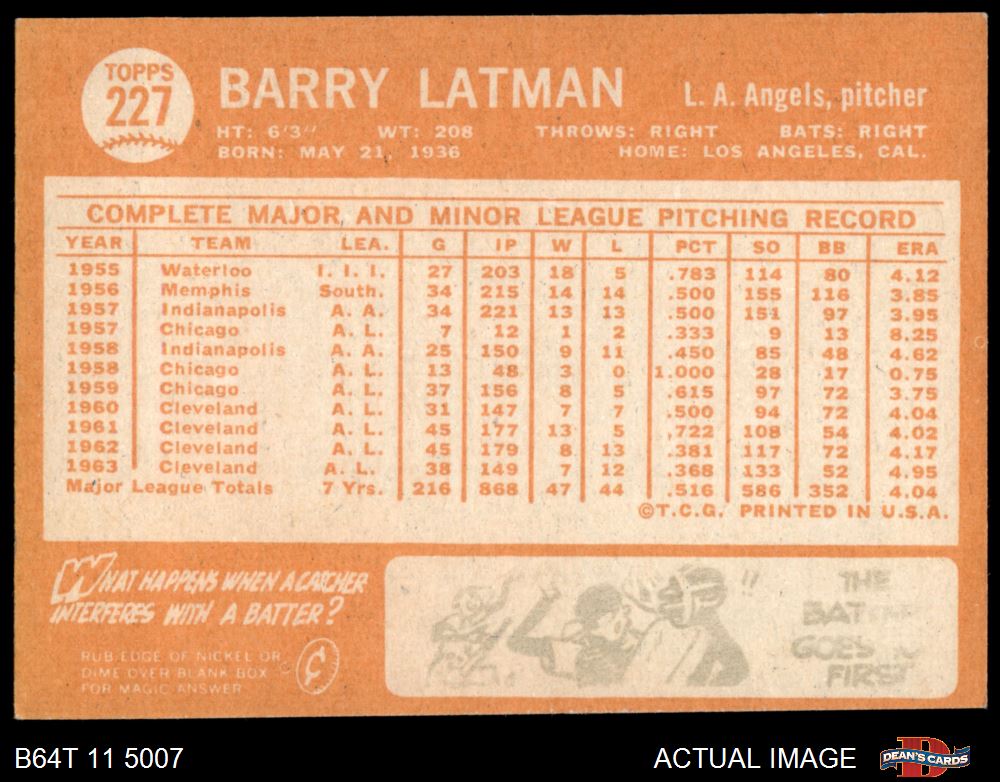 TOPPS
227
BARRY LATMAN
L. A. Angels, pitcher
HT: 6'3" WT: 208 THROWS: RIGHT BATS: RIGHT
BORN: MAY 21, 1936 HOME: LOS ANGELES, CAL.
COMPLETE MAJOR AND MINOR LEAGUE PITCHING RECORD
YEAR TEAM LEA. G IP W L PCT SO BB ERA
1955 Waterloo I. I. I. 27 203 18 5 .783 114 80 4.12
1956 Memphis South. 34 215 14 14 .500 155 116 3.85
1957 Indianapolis A. A. 34 221 13 13 .500 151 97 3.95
1957 Chicago A. L. 7 12 1 2 .333 9 13 8.25
1958 Indianapolis A. A. 25 150 9 11 .450 85 48 4.62
1958 Chicago A. L. 13 48 3 0 1.000 28 17 0.75
1959 Chicago A. L. 37 156 8 5 .615 97 72 3.75
1960 Cleveland A. L. 31 147 7 7 .500 94 72 4.04
1961 Cleveland A. L. 45 177 13 5 .722 108 54 4.02
1962 Cleveland A. L. 45 179 8 13 .381 117 72 4.17
1963 Cleveland A. L. 38 149 7 12 .368 133 52 4.95
Major League Totals 7 Yrs. 216 868 47 44 .516 586 352 4.04
©T.C.G. PRINTED IN U.S.A.
WHAT HAPPENS WHEN A CATCHER
INTERFERES WITH A BATTER?
RUB EDGE OF NICKEL OR
DIME OVER BLANK BOX
FOR MAGIC ANSWER
!!
THE
GOES
FIRST
B64T 11 5007
ACTUAL IMAGE
DEAN'S CARDS